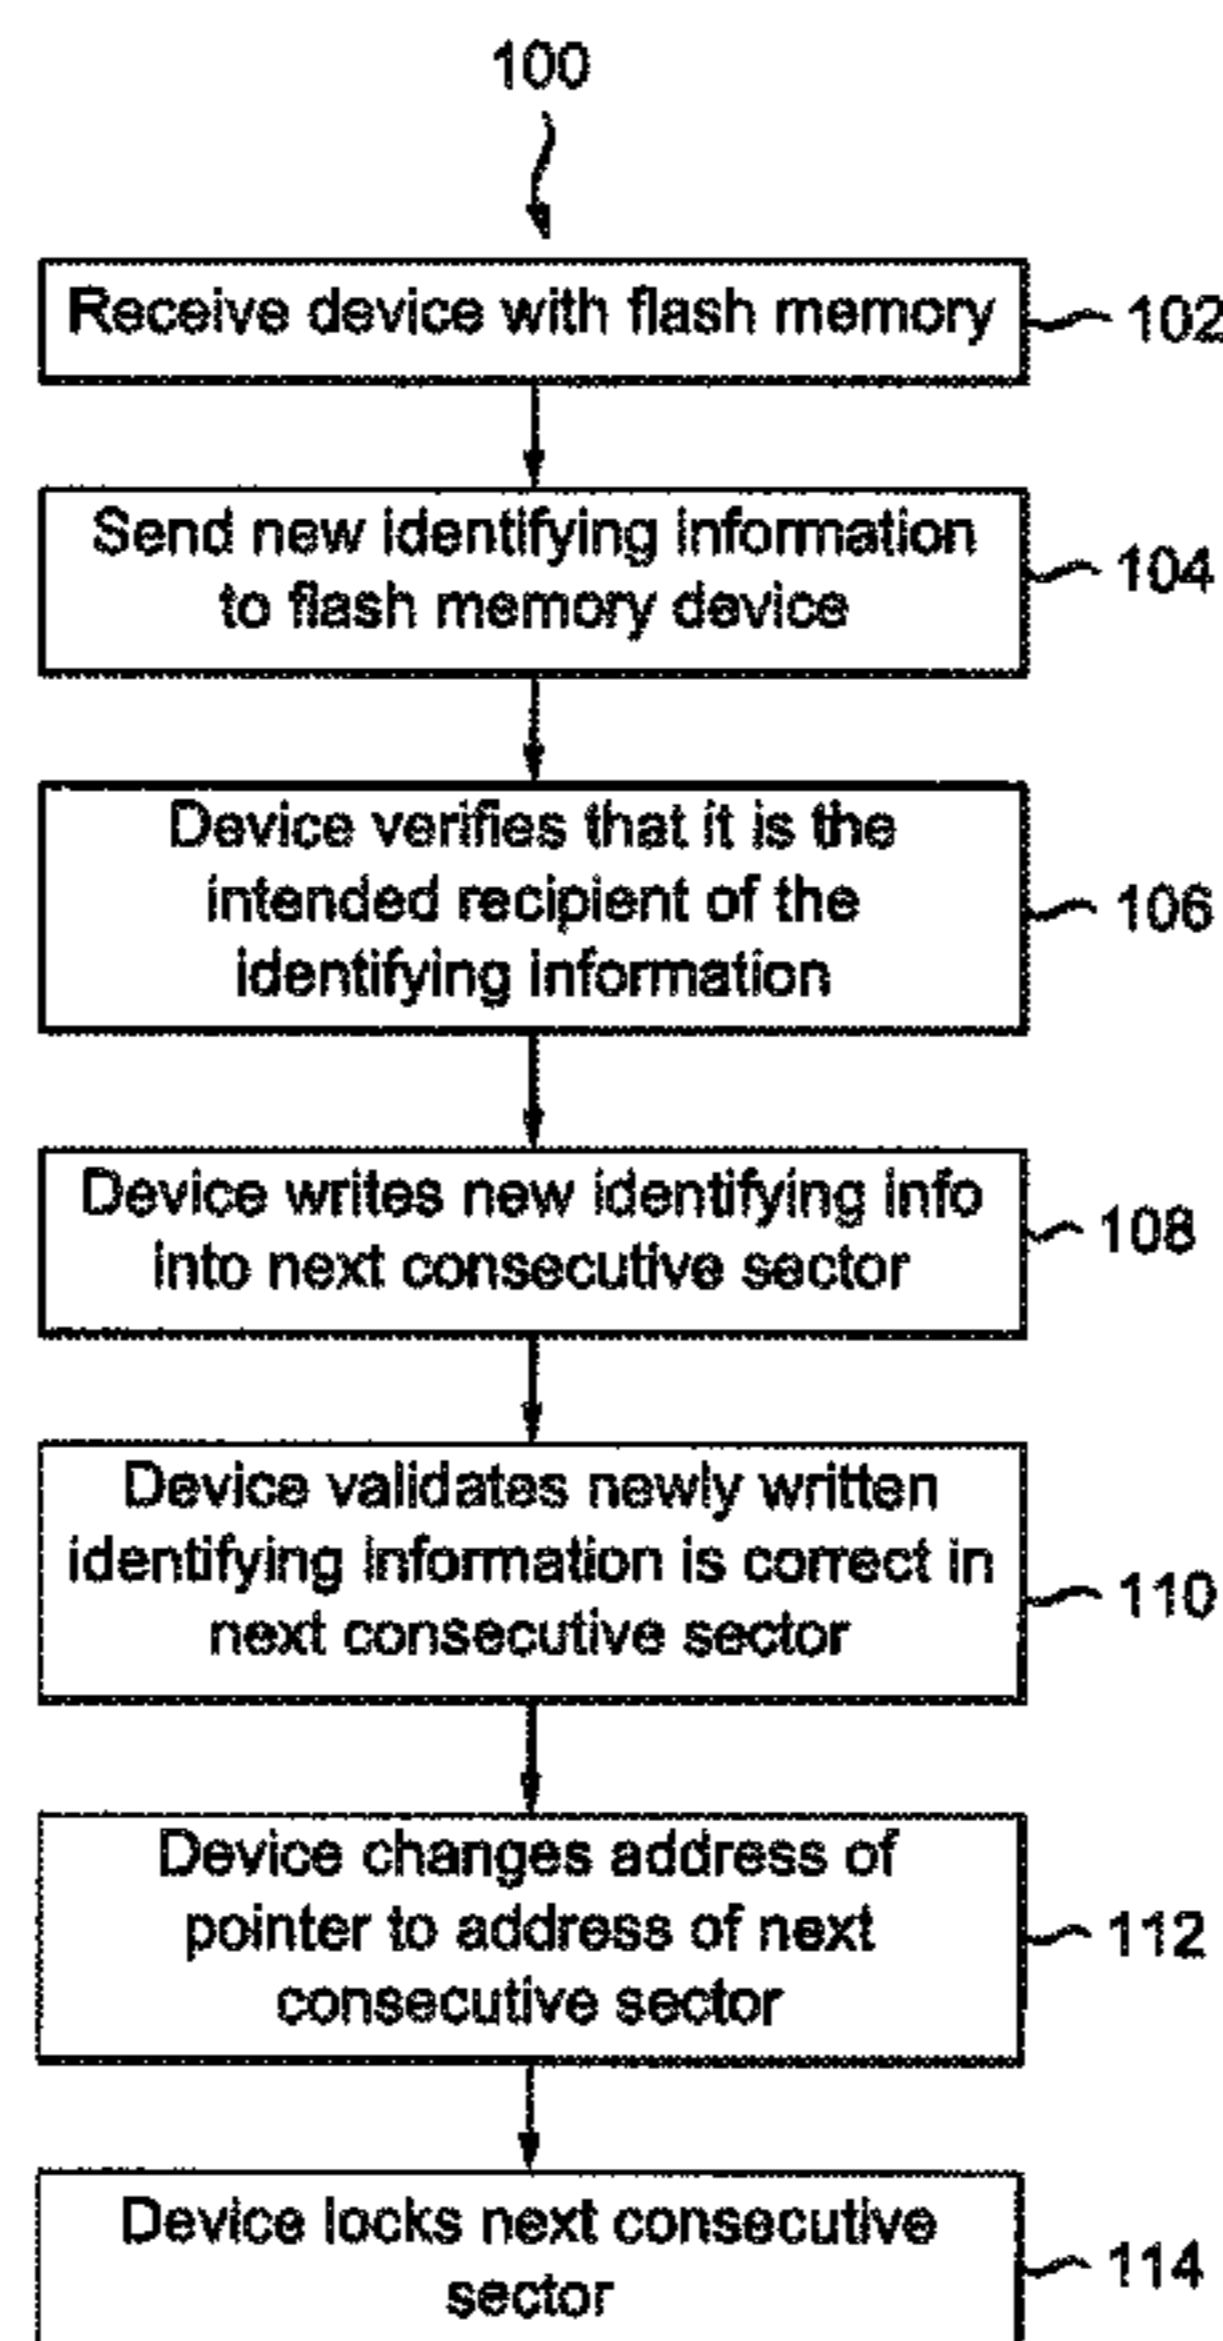 100
Receive device with flash memory
102
Send new identifying information
to flash memory device
104
Device verifies that it is the
intended recipient of the
identifying information
106
Device writes new identifying info
into next consecutive sector
108
Device validates newly written
identifying information is correct in
next consecutive sector
110
Device changes address of
pointer to address of next
consecutive sector
112
Device locks next consecutive
sector
114